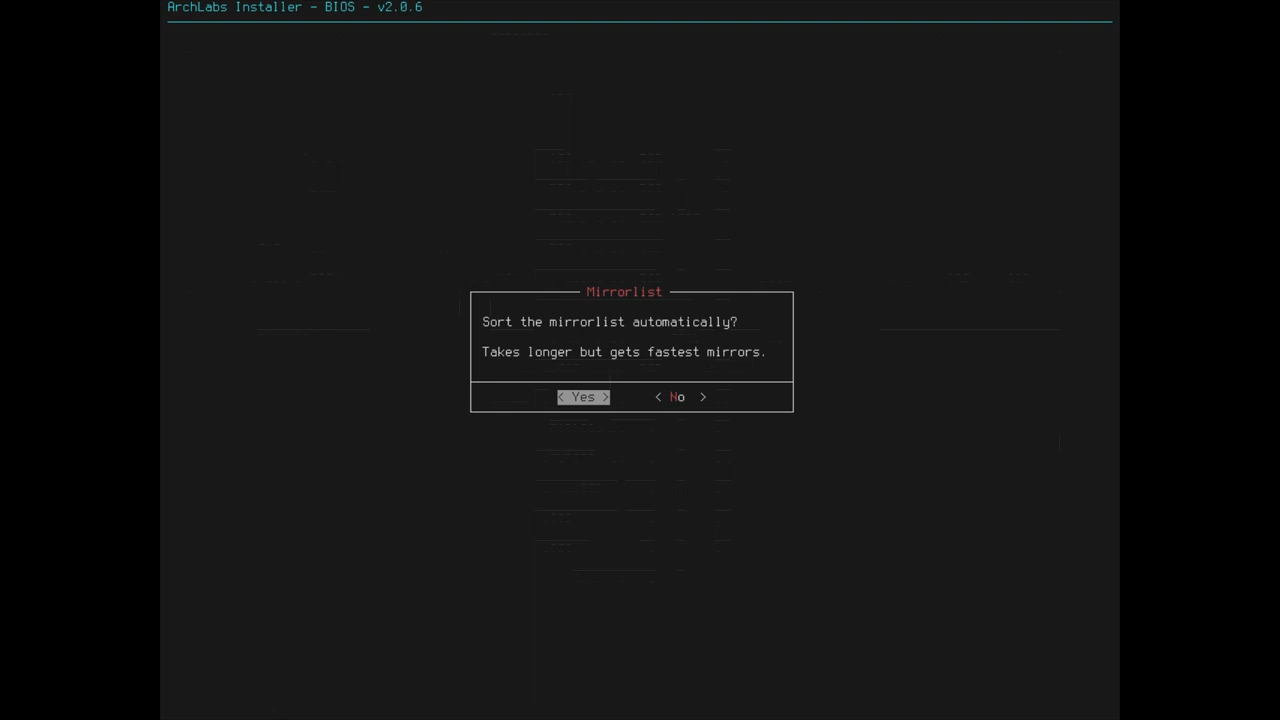 ArchLabs Installer - BIOS - v2.0.6
Mirrorlist
Sort the mirrorlist automatically?
Takes longer but gets fastest mirrors.
< Yes > < No >